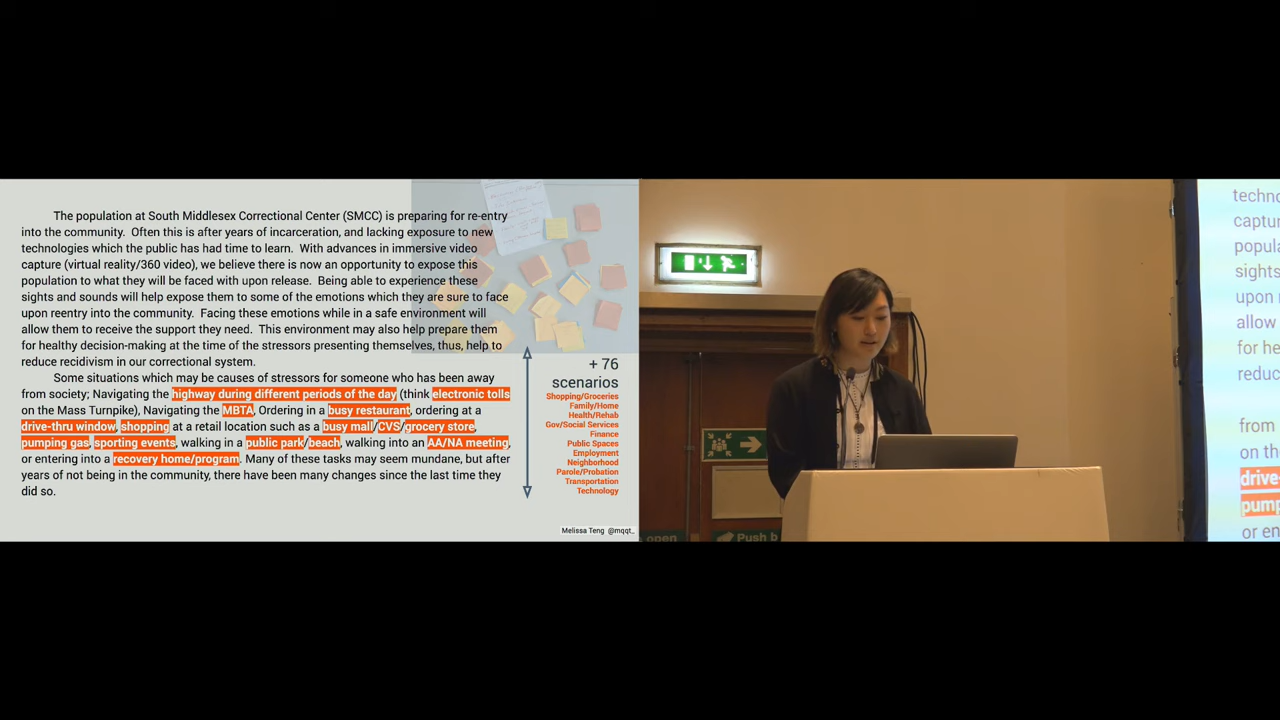 The population at South Middlesex Correctional Center (SMCC) is preparing for re-entry
into the community. Often this is after years of incarceration, and lacking exposure to new
technologies which the public has had time to learn. With advances in immersive video
capture (virtual reality/360 video), we believe there is now an opportunity to expose this
population to what they will be faced with upon release. Being able to experience these
sights and sounds will help expose them to some of the emotions which they are sure to face
upon reentry into the community. Facing these emotions while in a safe environment will
allow them to receive the support they need. This environment may also help prepare them
for healthy decision-making at the time of the stressors presenting themselves, thus, help to
reduce recidivism in our correctional system.
Some situations which may be causes of stressors for someone who has been away
from society; Navigating the highway during different periods of the day (think electronic tolls
on the Mass Turnpike), Navigating the MBTA, Ordering in a busy restaurant, ordering at a
drive-thru window, shopping at a retail location such as a busy mall/CVS/grocery store,
pumping gas, sporting events, walking in a public park/beach, walking into an AA/NA meeting,
or entering into a recovery home/program. Many of these tasks may seem mundane, but after
years of not being in the community, there have been many changes since the last time they
did so.
+ 76
scenarios
Shopping/Groceries
Family/Home
Health/Rehab
Gov/Social Services
Finance
Public Spaces
Employment
Neighborhood
Parole/Probation
Transportation
Technology
Melissa Teng @mqqt_
open
Push b
techno
captur
popula
sights
upon r
allow
for he
reduc
from
on th
drive-
pump
or en